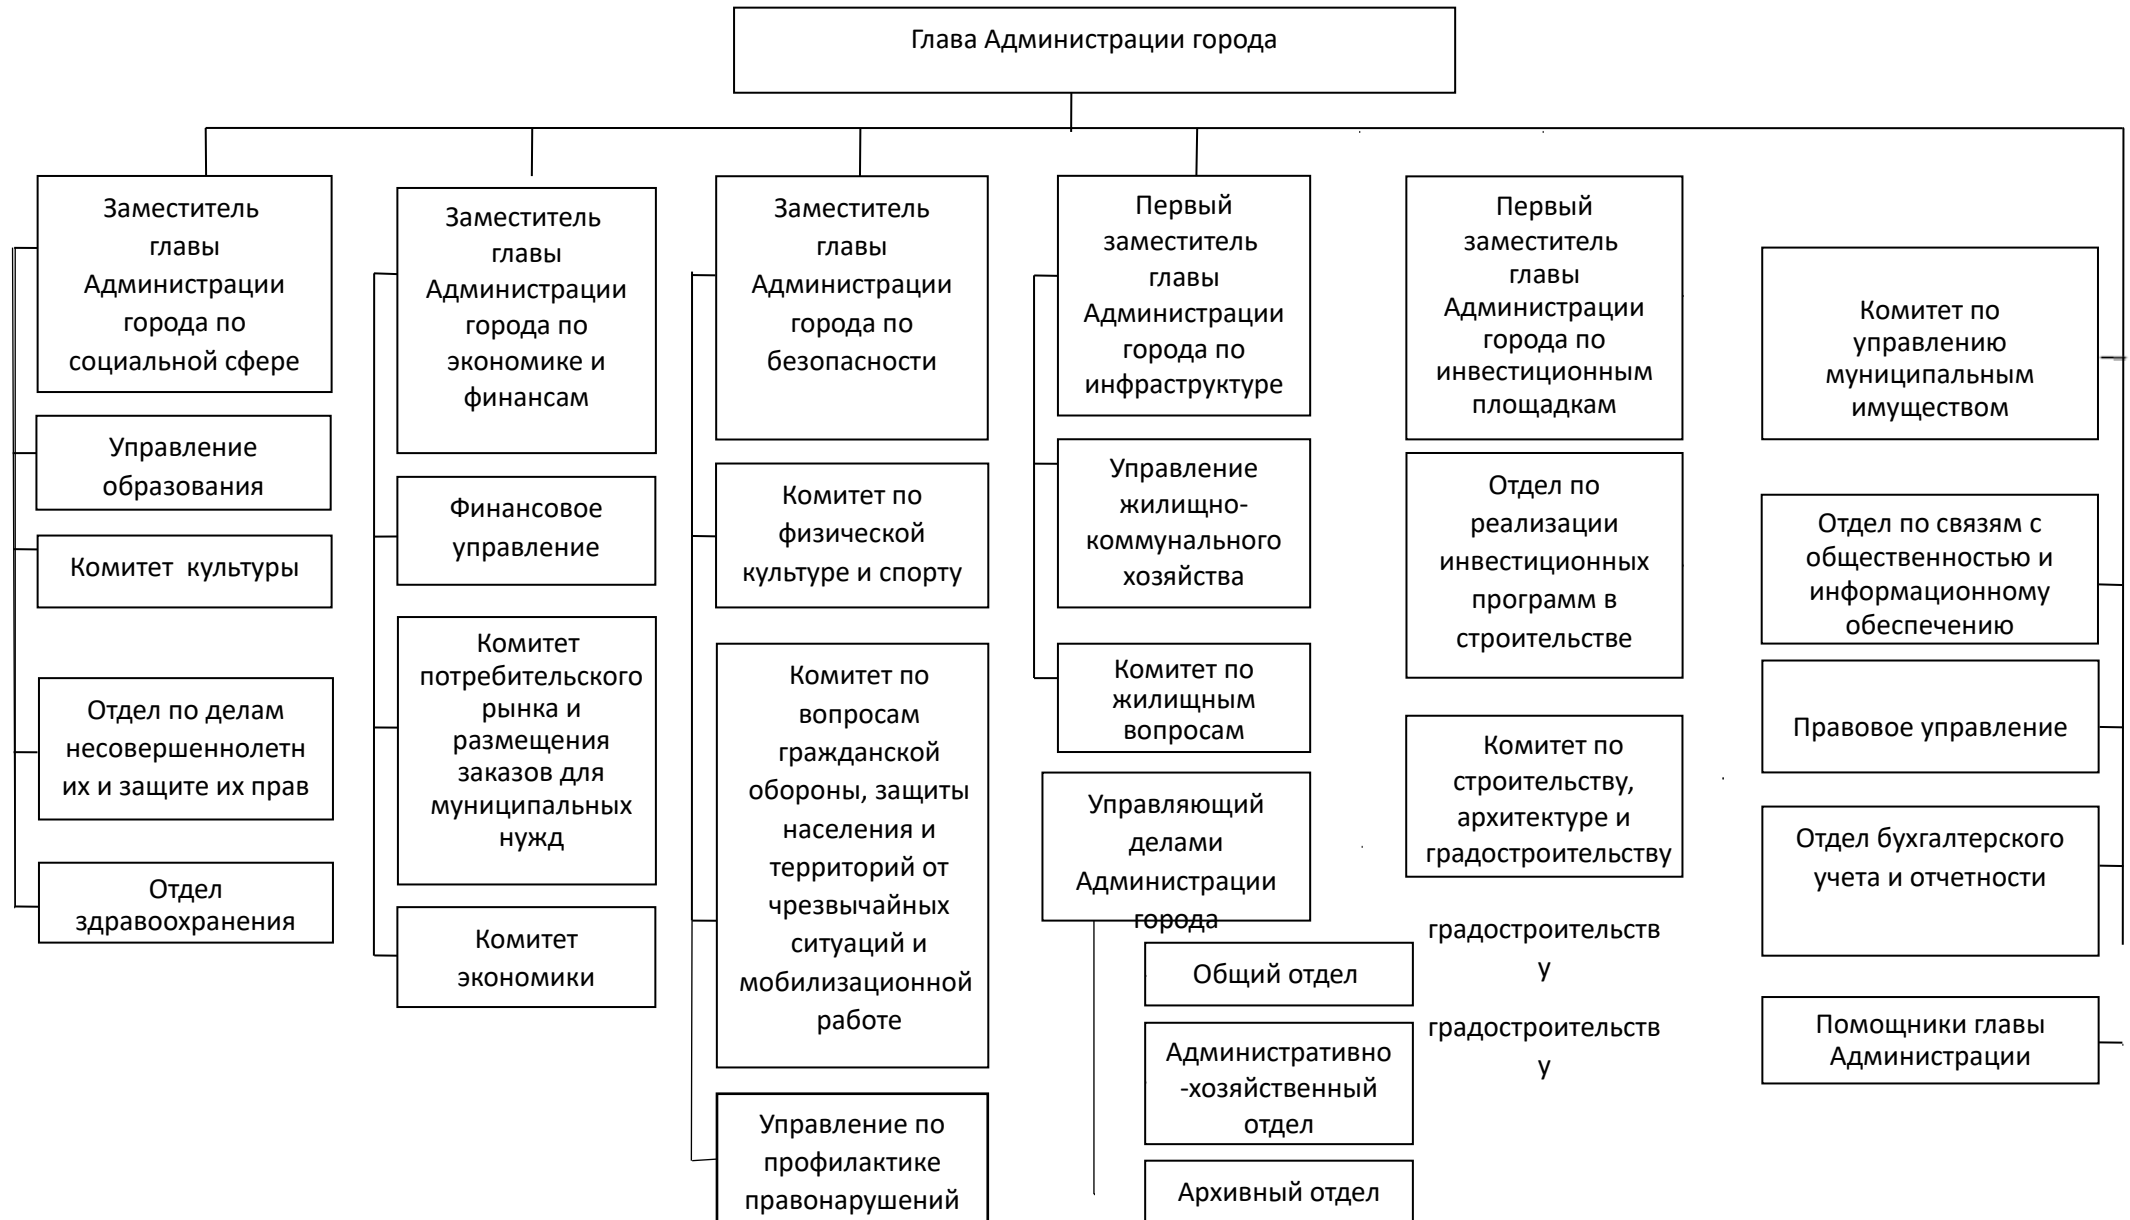 Глава Администрации города
Заместитель
главы
Администрации
города по
социальной сфере
Управление
образования
Комитет  культуры
Отдел по делам
несовершеннолетн
их и защите их прав
Отдел
здравоохранения
Заместитель
главы
Администрации
города по
экономике и
финансам
Финансовое
управление
Комитет
потребительского
рынка и
размещения
заказов для
муниципальных
нужд
Комитет
экономики
Заместитель
главы
Администрации
города по
безопасности
Комитет по
физической
культуре и спорту
Комитет по
вопросам
гражданской
обороны, защиты
населения и
территорий от
чрезвычайных
ситуаций и
мобилизационной
работе
Управление по
профилактике
правонарушений
Первый
заместитель
главы
Администрации
города по
инфраструктуре
Управление
жилищно-
коммунального
хозяйства
Комитет по
жилищным
вопросам
Управляющий
делами
Администрации
города
Общий отдел
Административно
-хозяйственный
отдел
Архивный отдел
Первый
заместитель
главы
Администрации
города по
инвестиционным
площадкам
Отдел по
реализации
инвестиционных
программ в
строительстве
Комитет по
строительству,
архитектуре и
градостроительству
градостроительств
у
градостроительств
у
Комитет по
управлению
муниципальным
имуществом
Отдел по связям с
общественностью и
информационному
обеспечению
Правовое управление
Отдел бухгалтерского
учета и отчетности
Помощники главы
Администрации